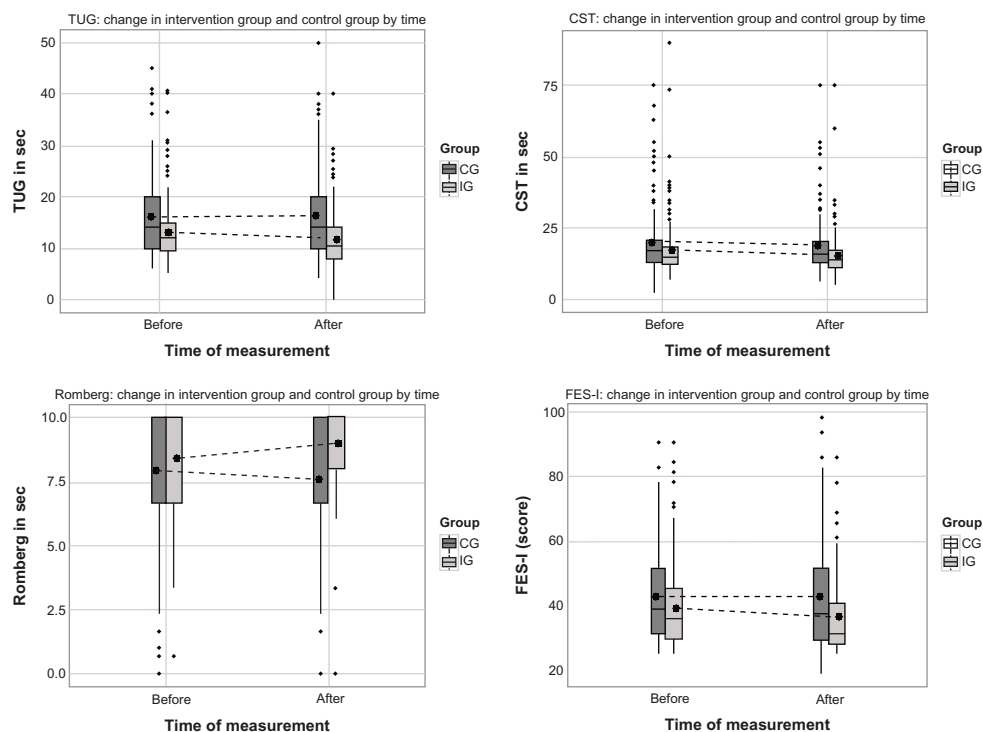 TUG: change in intervention group and control group by time
50
40
30
20
10
0
TUG in sec
Before
After
Time of measurement
Group
CG
IG
CST: change in intervention group and control group by time
75
50
25
0
CST in sec
Before
After
Time of measurement
Group
CG
IG
Romberg: change in intervention group and control group by time
10.0
7.5
5.0
2.5
0.0
Romberg in sec
Before
After
Time of measurement
Group
CG
IG
FES-I: change in intervention group and control group by time
100
80
60
40
20
FES-I (score)
Before
After
Time of measurement
Group
CG
IG